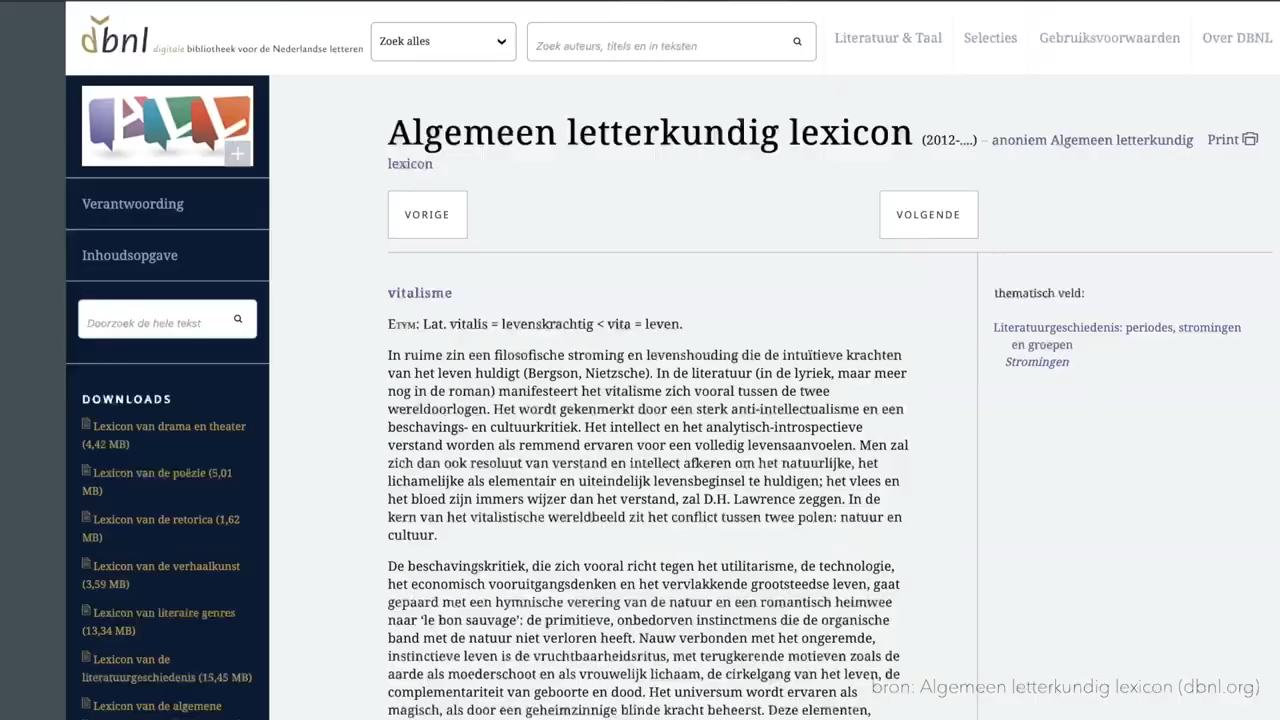 dbnl digitale bibliotheek voor de Nederlandse letteren
Zoek alles
Zoek auteurs, titels en in teksten
Literatuur & Taal
Selecties
Gebruiksvoorwaarden
Over DBNL
PLL
Verantwoording
Inhoudsopgave
Doorzoek de hele tekst
DOWNLOADS
Lexicon van drama en theater
(4,42 MB)
Lexicon van de poëzie (5,01
MB)
Lexicon van de retorica (1,62
MB)
Lexicon van de verhaalkunst
(3,59 MB)
Lexicon van literaire genres
(13,34 MB)
Lexicon van de
literatuurgeschiedenis (15,45 MB)
Lexicon van de algemene
Algemeen letterkundig lexicon (2012-....) – anoniem Algemeen letterkundig
lexicon
Print
VORIGE
VOLGENDE
vitalisme
Etym: Lat. vitalis = levenskrachtig < vita = leven.
In ruime zin een filosofische stroming en levenshouding die de intuïtieve krachten
van het leven huldigt (Bergson, Nietzsche). In de literatuur (in de lyriek, maar meer
nog in de roman) manifesteert het vitalisme zich vooral tussen de twee
wereldoorlogen. Het wordt gekenmerkt door een sterk anti-intellectualisme en een
beschavings- en cultuurkritiek. Het intellect en het analytisch-introspectieve
verstand worden als remmend ervaren voor een volledig levensaanvoelen. Men zal
zich dan ook resoluut van verstand en intellect afkeren om het natuurlijke, het
lichamelijke als elementair en uiteindelijk levensbeginsel te huldigen; het vlees en
het bloed zijn immers wijzer dan het verstand, zal D.H. Lawrence zeggen. In de
kern van het vitalistische wereldbeeld zit het conflict tussen twee polen: natuur en
cultuur.
De beschavingskritiek, die zich vooral richt tegen het utilitarisme, de technologie,
het economisch vooruitgangsdenken en het vervlakkende grootsteedse leven, gaat
gepaard met een hymnische verering van de natuur en een romantisch heimwee
naar ‘le bon sauvage’: de primitieve, onbedorven instinctmens die de organische
band met de natuur niet verloren heeft. Nauw verbonden met het ongeremde,
instinctieve leven is de vruchtbaarheidsritus, met terugkerende motieven zoals de
aarde als moederschoot en als vrouwelijk lichaam, de cirkelgang van het leven, de
complementariteit van geboorte en dood. Het universum wordt ervaren als
magisch, als door een geheimzinnige blinde kracht beheerst. Deze elementen,
thematisch veld:
Literatuurgeschiedenis: periodes, stromingen
en groepen
Stromingen
bron: Algemeen letterkundig lexicon (dbnl.org)